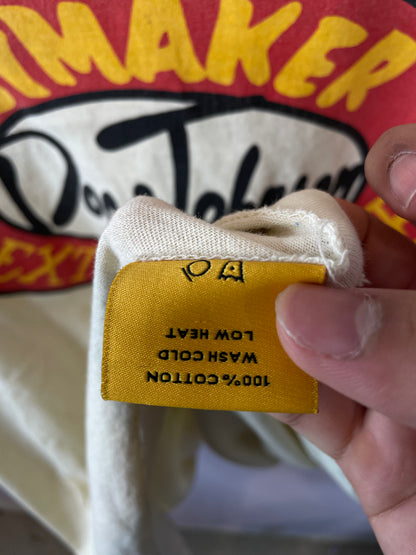 MAKER
EXT
100% COTTON
WASH COLD
LOW HEAT